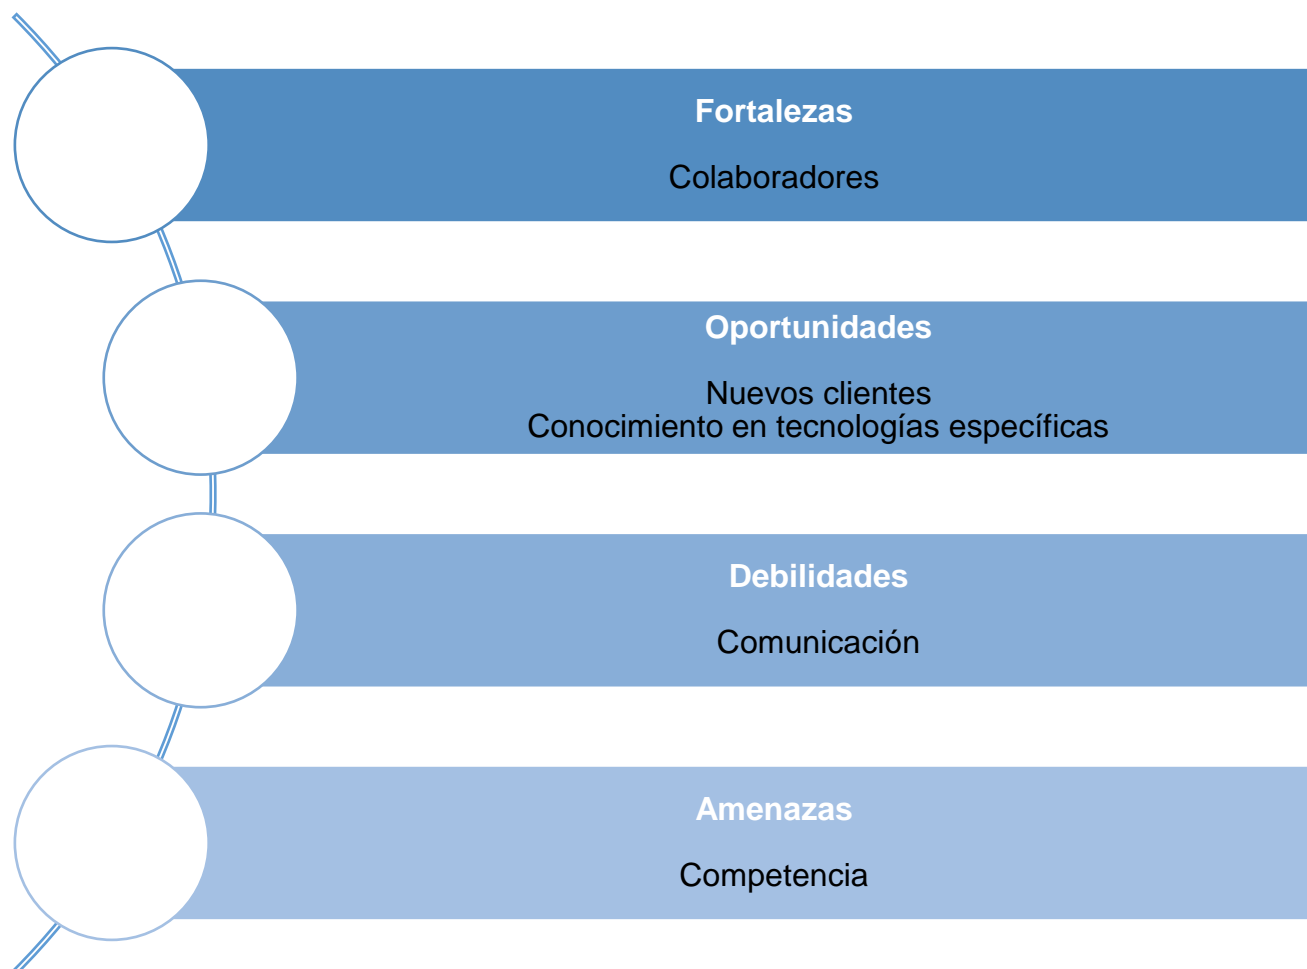 Fortalezas
Colaboradores
Oportunidades
Nuevos clientes
Conocimiento en tecnologías específicas
Debilidades
Comunicación
Amenazas
Competencia